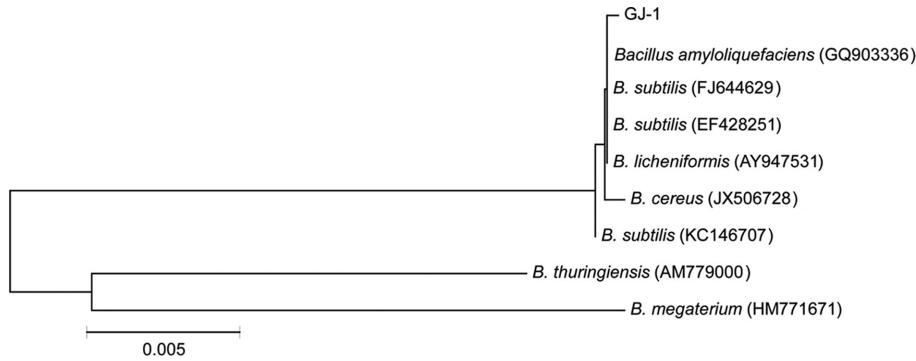 GJ-1
Bacillus amyloliquefaciens (GQ903336)
B. subtilis (FJ644629)
B. subtilis (EF428251)
B. licheniformis (AY947531)
B. cereus (JX506728)
B. subtilis (KC146707)
B. thuringiensis (AM779000)
B. megaterium (HM771671)
0.005